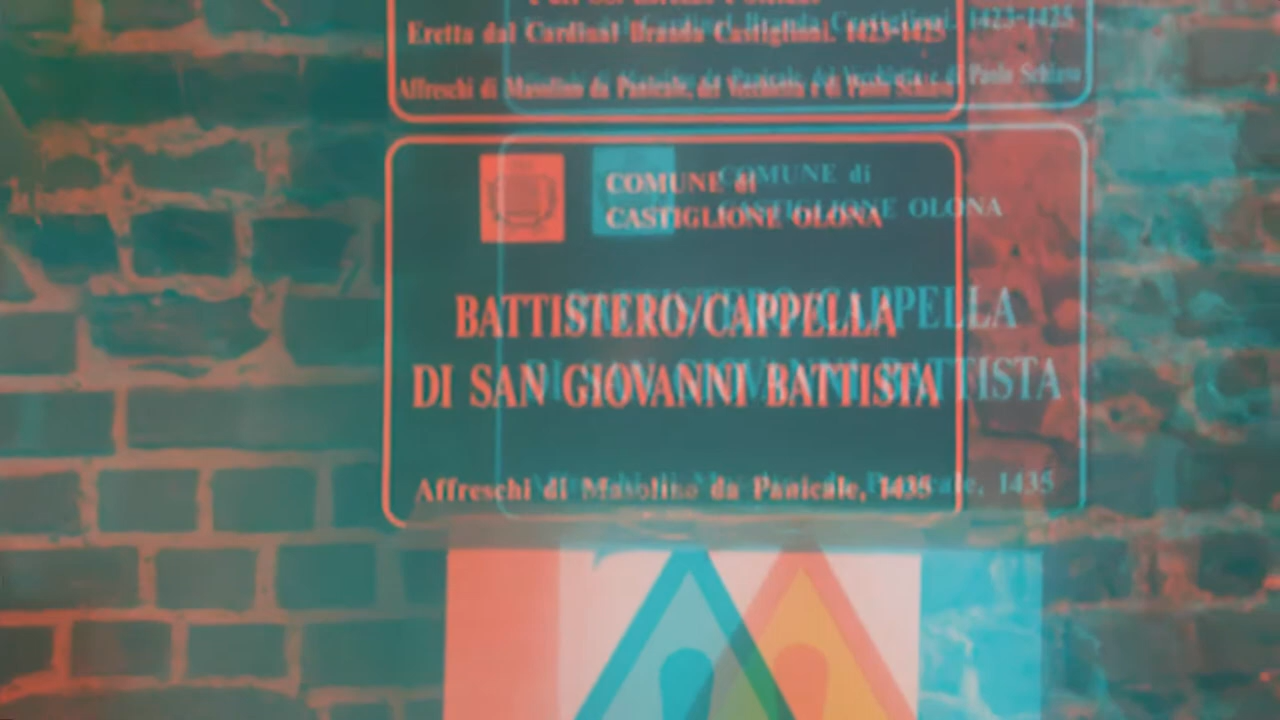 Eretta dal Cardinal Branda Castiglioni. 1423-1425
Affreschi di Masolino da Panicale, del Vecchietta e di Paolo Schiavo
COMUNE di
CASTIGLIONE OLONA
BATTISTERO/CAPPELLA
DI SAN GIOVANNI BATTISTA
Affreschi di Masolino da Panicale, 1435